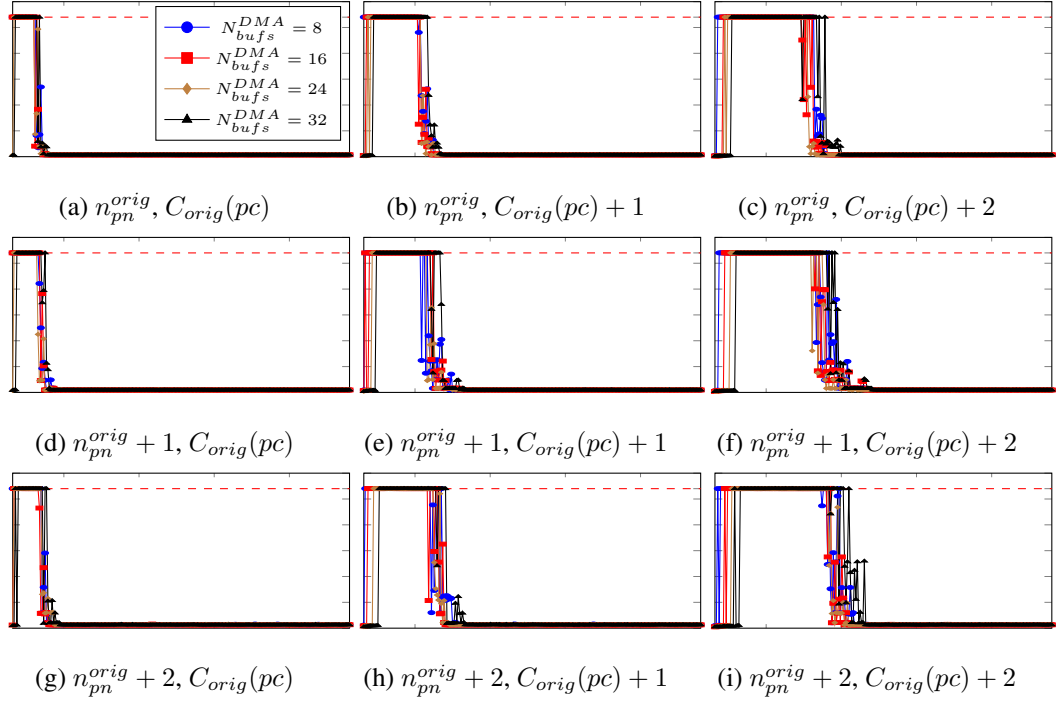 N_{bufs}^{DMA} = 8
N_{bufs}^{DMA} = 16
N_{bufs}^{DMA} = 24
N_{bufs}^{DMA} = 32
(a) n_{pn}^{orig}, C_{orig}(pc)
(b) n_{pn}^{orig}, C_{orig}(pc) + 1
(c) n_{pn}^{orig}, C_{orig}(pc) + 2
(d) n_{pn}^{orig} + 1, C_{orig}(pc)
(e) n_{pn}^{orig} + 1, C_{orig}(pc) + 1
(f) n_{pn}^{orig} + 1, C_{orig}(pc) + 2
(g) n_{pn}^{orig} + 2, C_{orig}(pc)
(h) n_{pn}^{orig} + 2, C_{orig}(pc) + 1
(i) n_{pn}^{orig} + 2, C_{orig}(pc) + 2